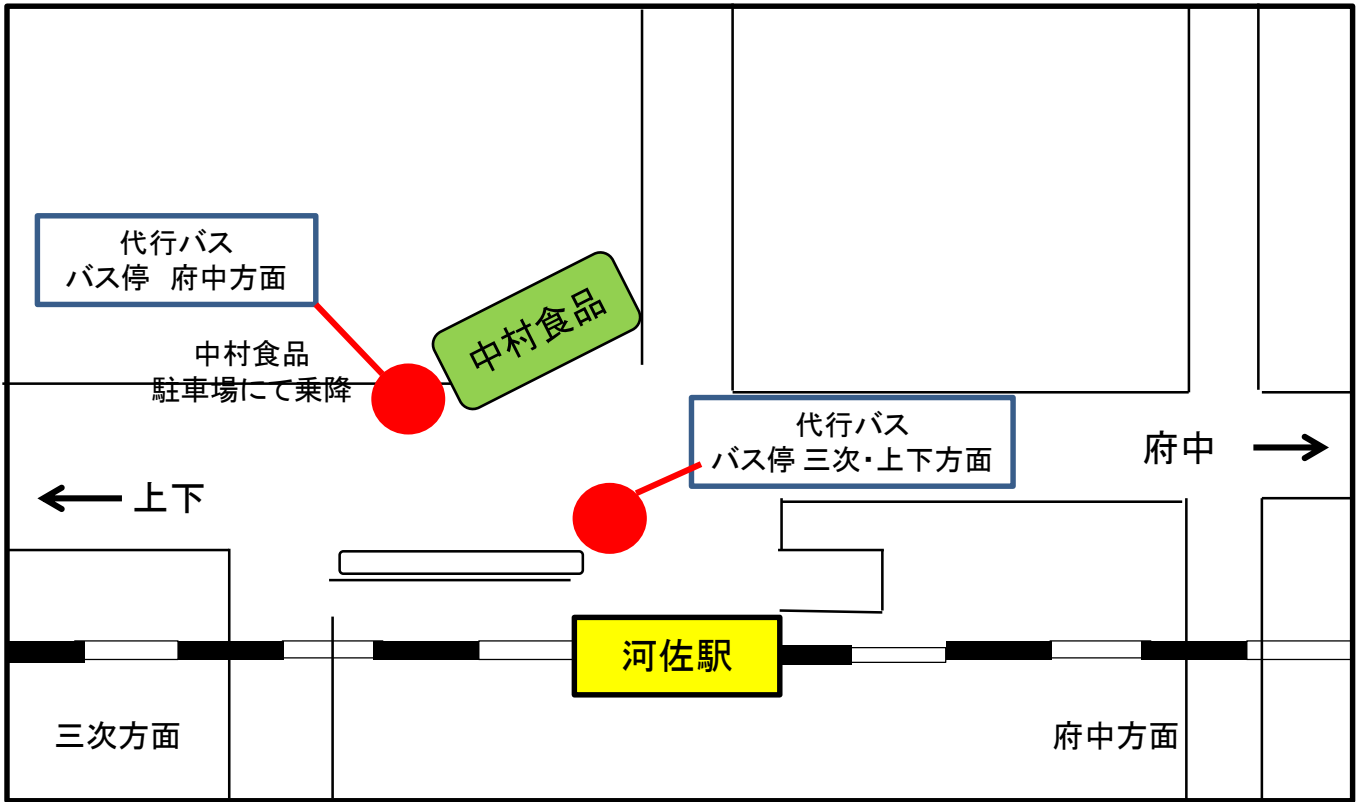 代行バス
バス停　府中方面
中村食品
中村食品
駐車場にて乗降
代行バス
バス停 三次・上下方面
府中
上下
河佐駅
三次方面
府中方面